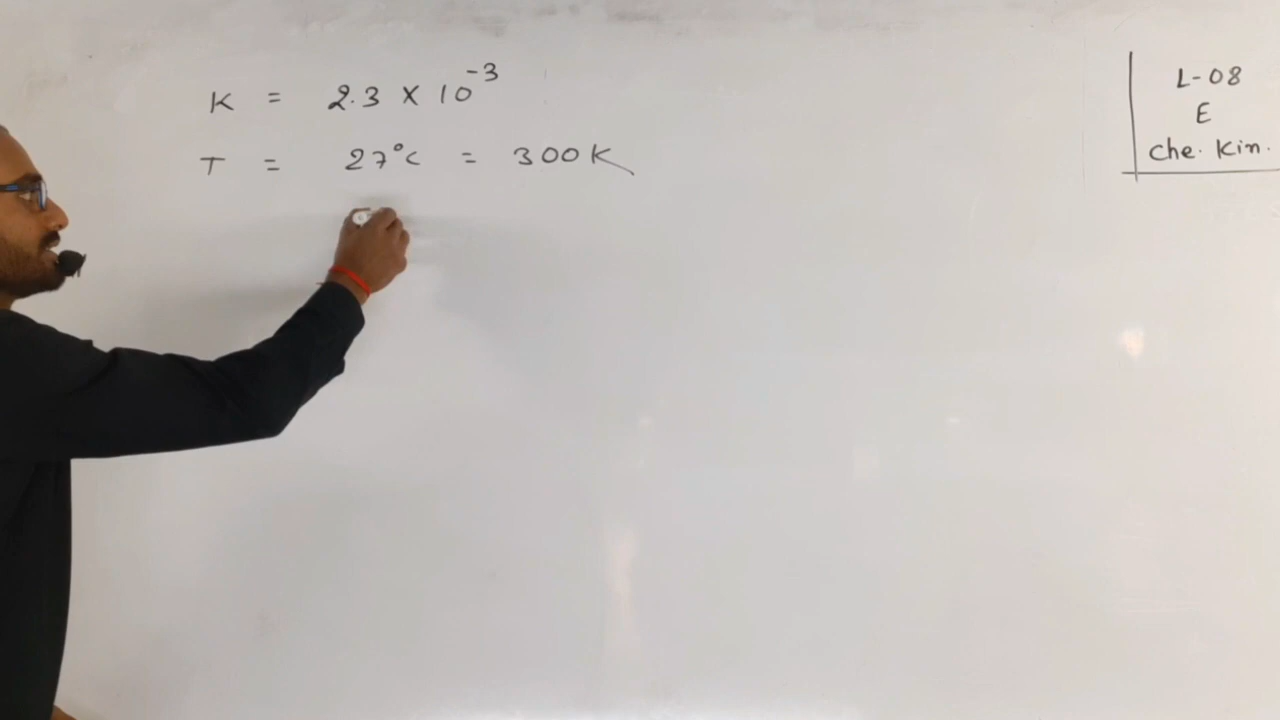 K = 2.3 × 10⁻³
T = 27°C = 300K
L-08
E
Che. Kin.